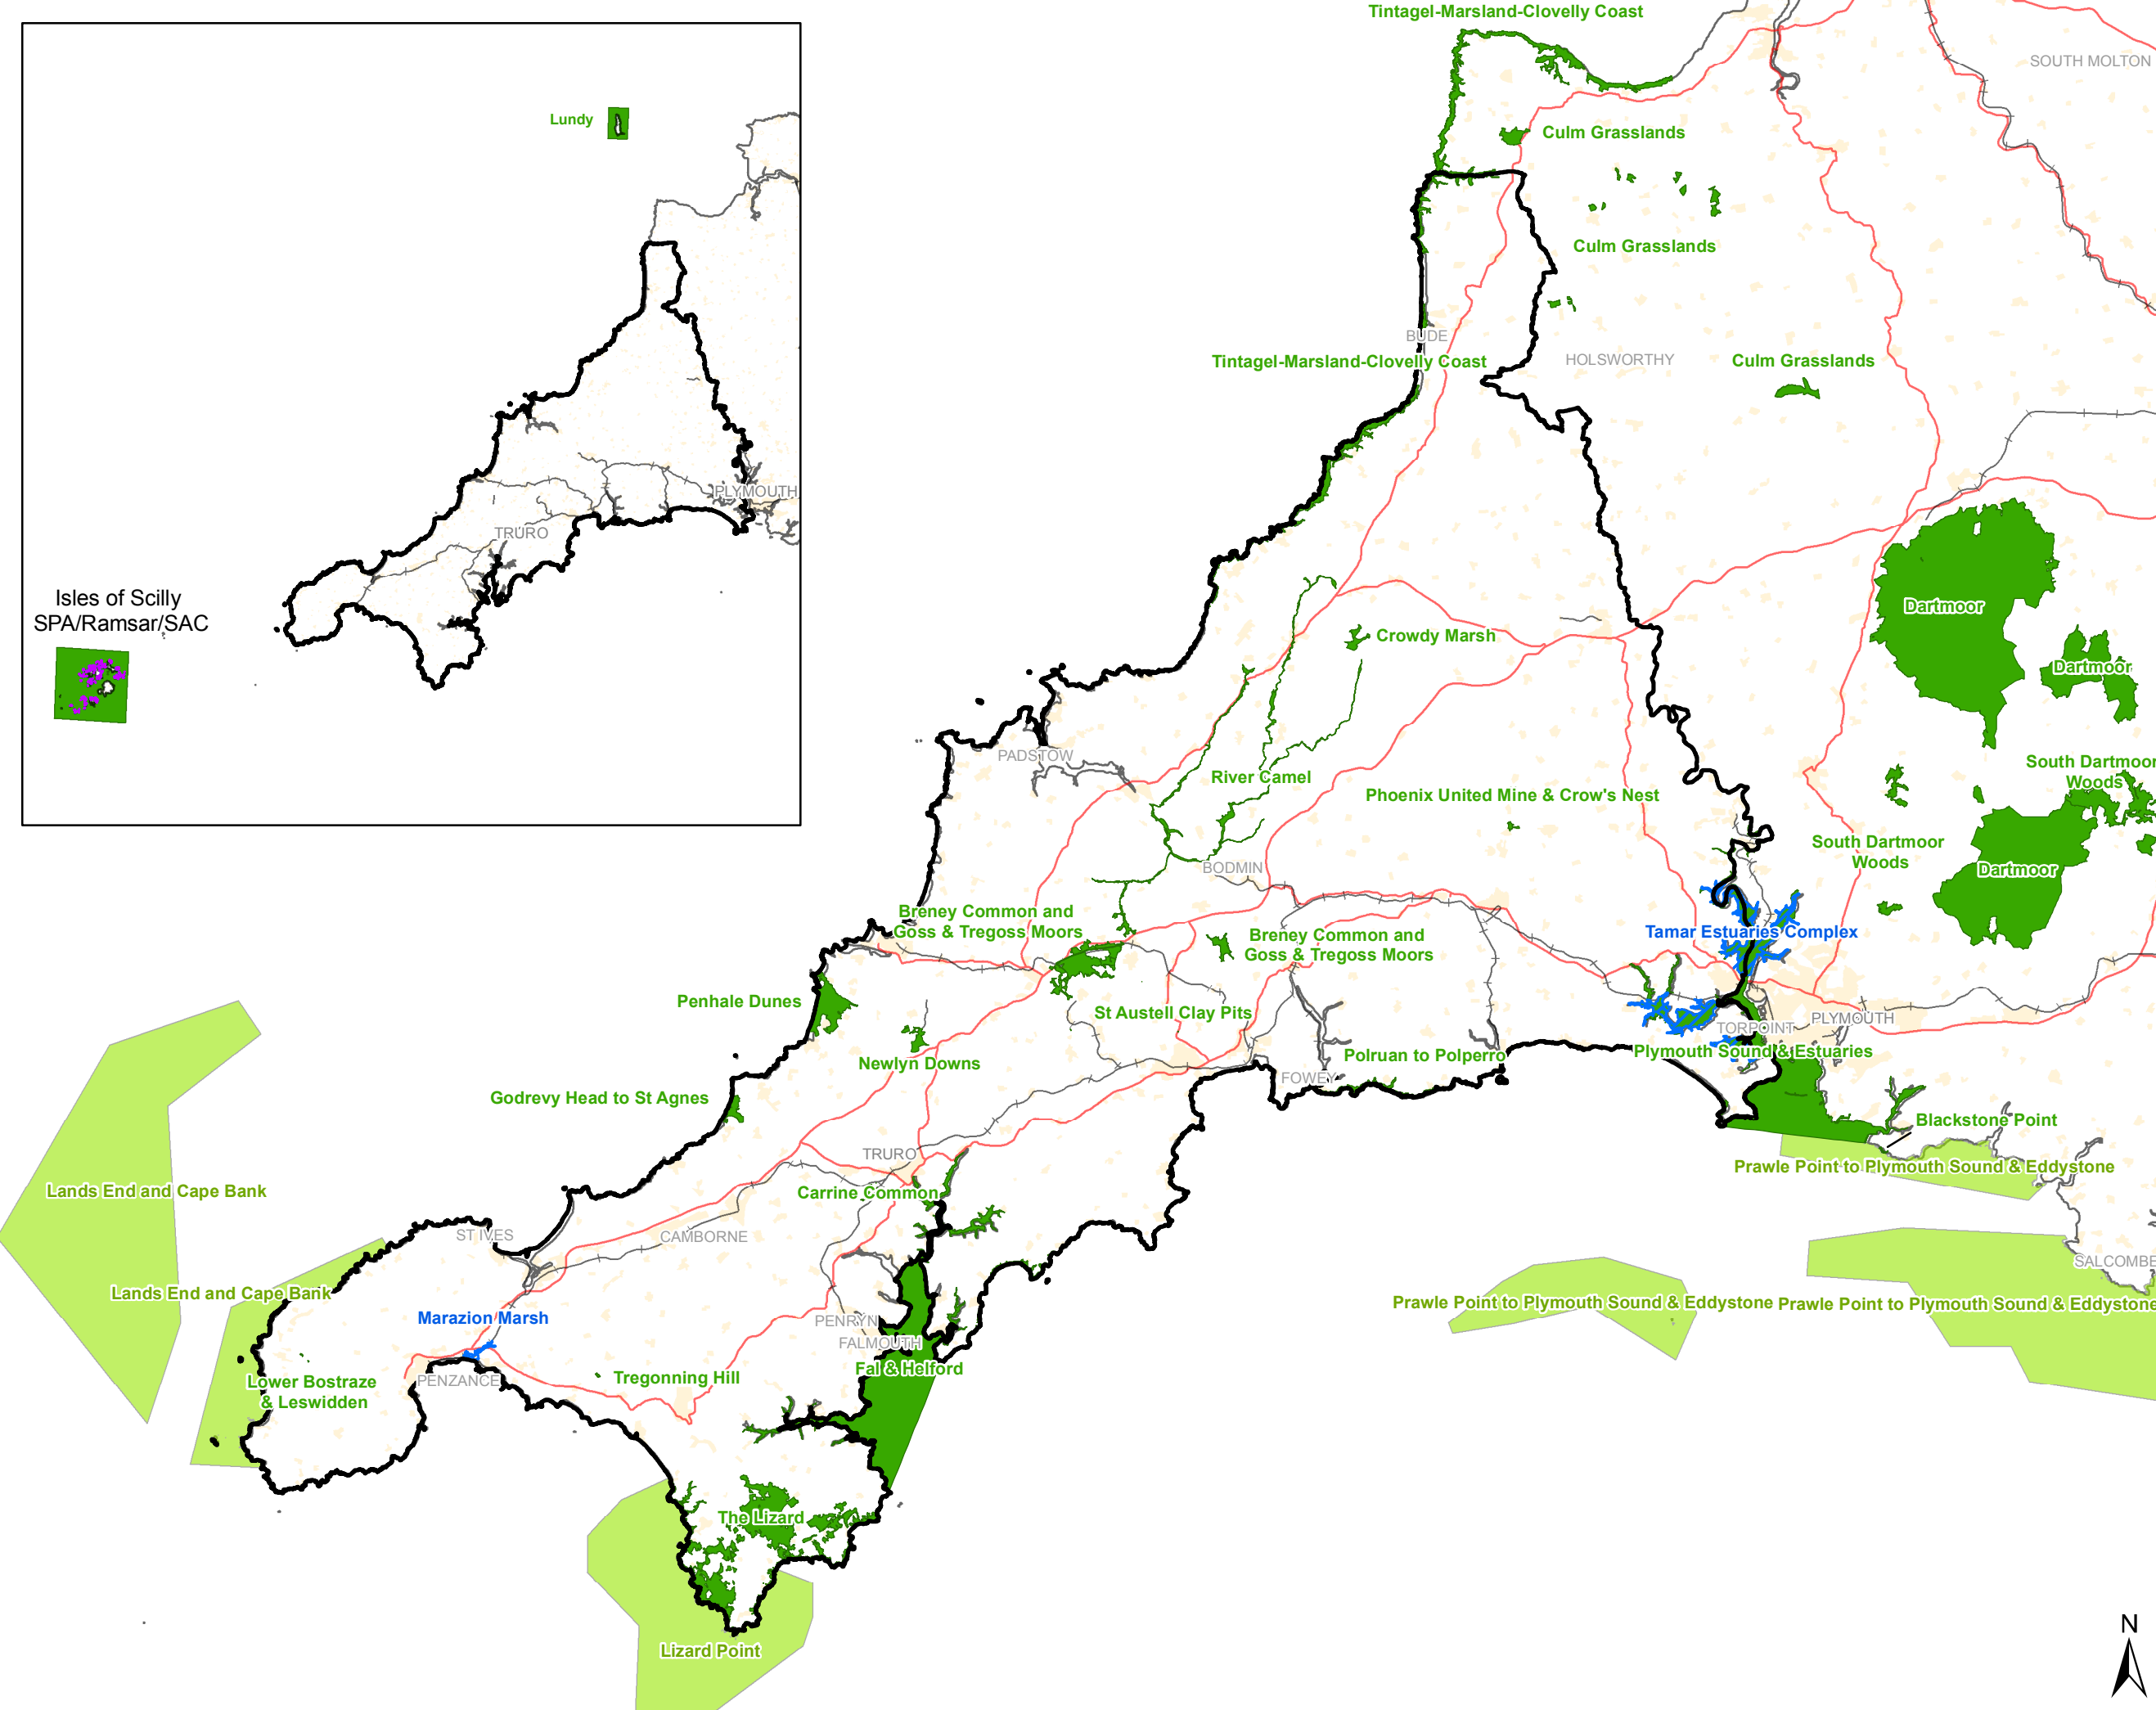 Tintagel-Marsland-Clovelly Coast
SOUTH MOLTON
Lundy
Culm Grasslands
Culm Grasslands
BUDE
HOLSWORTHY
Tintagel-Marsland-Clovelly Coast
Culm Grasslands
PLYMOUTH
TRURO
Isles of Scilly
SPA/Ramsar/SAC
Dartmoor
Crowdy Marsh
Dartmoor
PADSTOW
River Camel
South Dartmoor
Woods
Phoenix United Mine & Crow's Nest
South Dartmoor
Woods
BODMIN
Dartmoor
Breney Common and
Goss & Tregoss Moors
Breney Common and
Goss & Tregoss Moors
Tamar Estuaries Complex
Penhale Dunes
St Austell Clay Pits
PLYMOUTH
TORPOINT
Plymouth Sound & Estuaries
Newlyn Downs
Polruan to Polperro
FOWEY
Godrevy Head to St Agnes
Blackstone Point
TRURO
Prawle Point to Plymouth Sound & Eddystone
Lands End and Cape Bank
Carrine Common
ST IVES
CAMBORNE
SALCOMBE
Lands End and Cape Bank
Prawle Point to Plymouth Sound & Eddystone
Prawle Point to Plymouth Sound & Eddystone
Marazion Marsh
PENRYN
FALMOUTH
Fal & Helford
Tregonning Hill
PENZANCE
Lower Bostraze
& Leswidden
The Lizard
Lizard Point
N